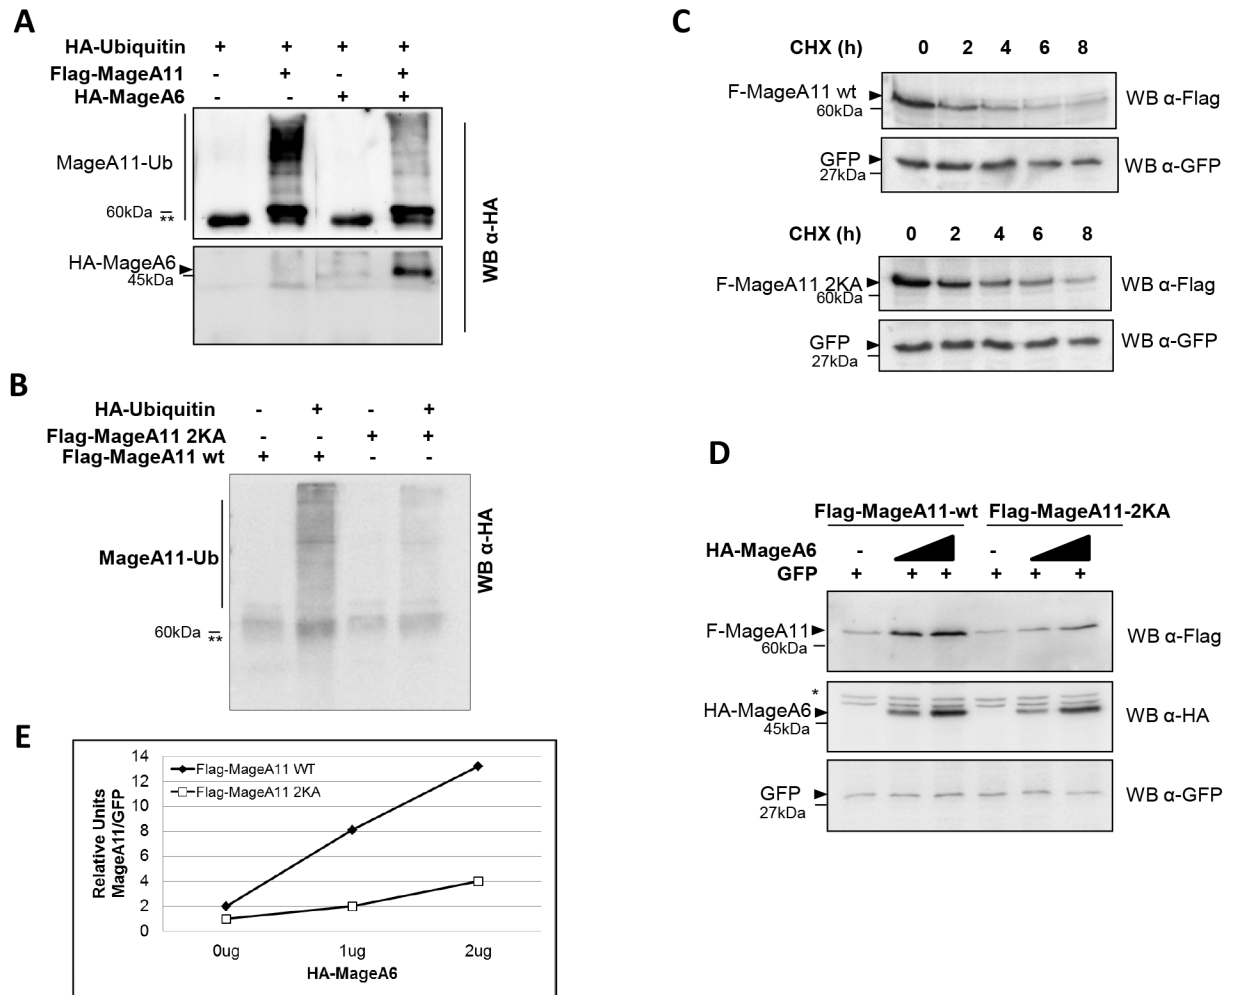 A
HA-Ubiquitin + + + +
Flag-MageA11 - + - +
HA-MageA6 - - + +
MageA11-Ub
60kDa
**
HA-MageA6
45kDa
WB α-HA
B
HA-Ubiquitin - + - +
Flag-MageA11 2KA - - + +
Flag-MageA11 wt + + - -
MageA11-Ub
60kDa
**
WB α-HA
C
CHX (h) 0 2 4 6 8
F-MageA11 wt
60kDa
WB α-Flag
GFP
27kDa
WB α-GFP
CHX (h) 0 2 4 6 8
F-MageA11 2KA
60kDa
WB α-Flag
GFP
27kDa
WB α-GFP
D
Flag-MageA11-wt Flag-MageA11-2KA
HA-MageA6 - -
GFP + + + + + +
F-MageA11
60kDa
WB α-Flag
*
HA-MageA6
45kDa
WB α-HA
GFP
27kDa
WB α-GFP
E
Relative Units
MageA11/GFP
14
12
10
8
6
4
2
0
Flag-MageA11 WT
Flag-MageA11 2KA
0ug 1ug 2ug
HA-MageA6